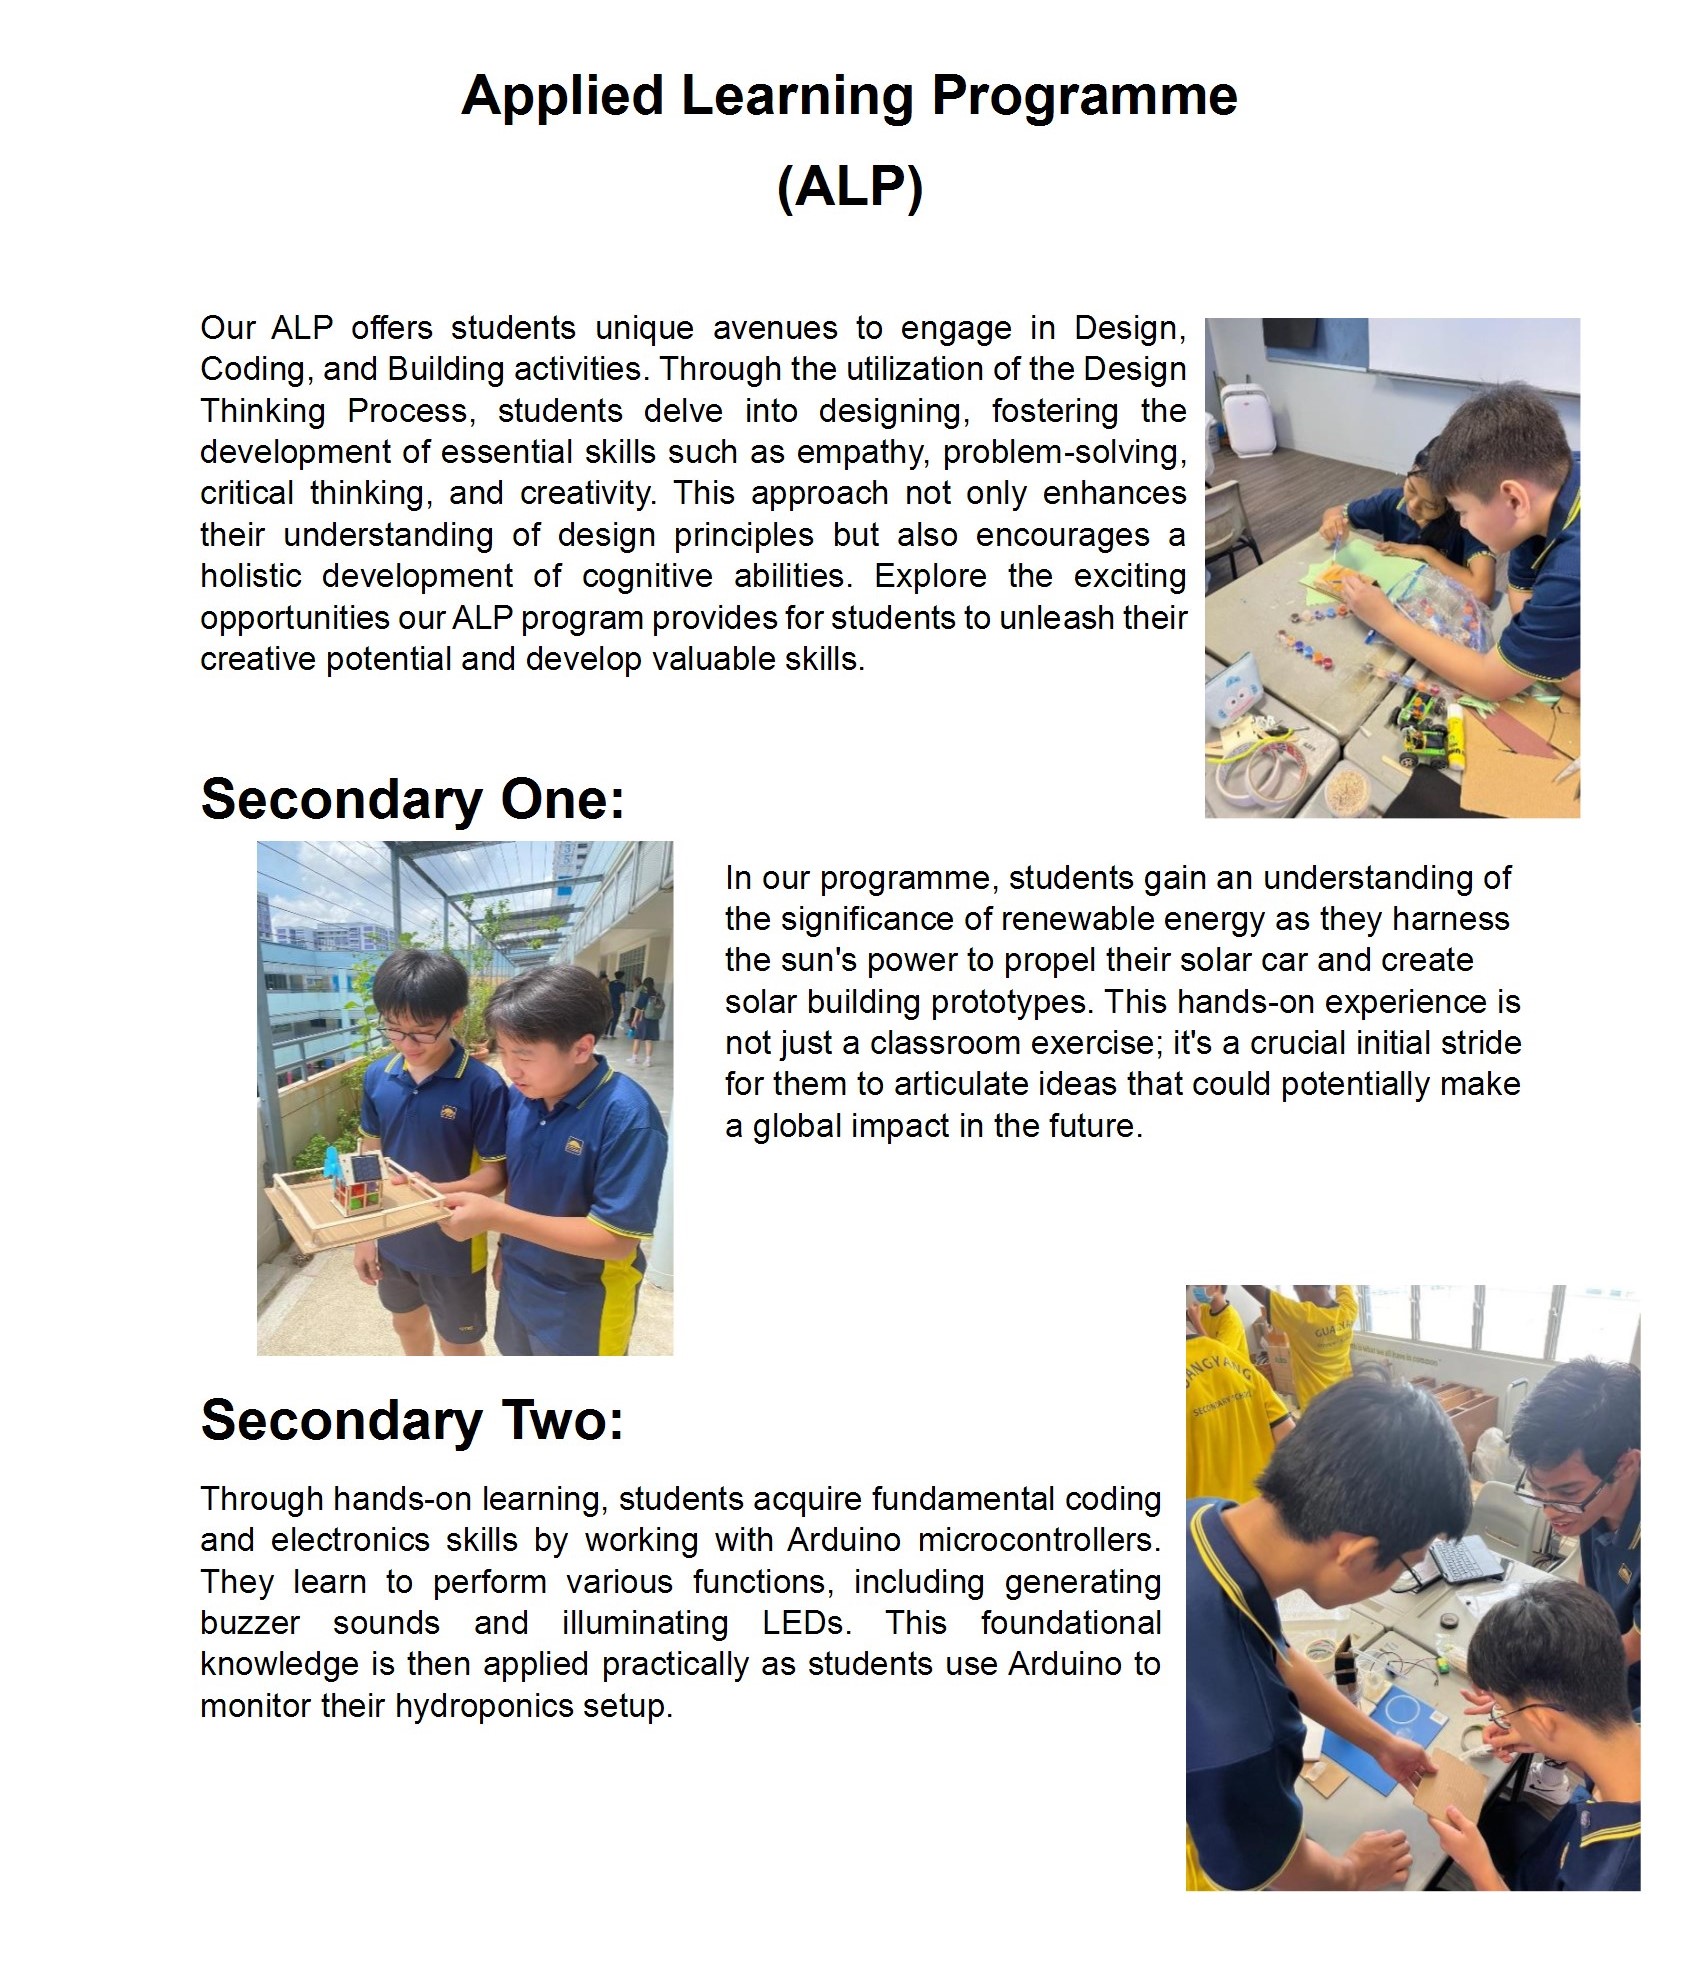 Applied Learning Programme
(ALP)
Our ALP offers students unique avenues to engage in Design,
Coding, and Building activities. Through the utilization of the Design
Thinking Process, students delve into designing, fostering the
development of essential skills such as empathy, problem-solving,
critical thinking, and creativity. This approach not only enhances
their understanding of design principles but also encourages a
holistic development of cognitive abilities. Explore the exciting
opportunities our ALP program provides for students to unleash their
creative potential and develop valuable skills.
Secondary One:
In our programme, students gain an understanding of
the significance of renewable energy as they harness
the sun's power to propel their solar car and create
solar building prototypes. This hands-on experience is
not just a classroom exercise; it's a crucial initial stride
for them to articulate ideas that could potentially make
a global impact in the future.
Secondary Two:
Through hands-on learning, students acquire fundamental coding
and electronics skills by working with Arduino microcontrollers.
They learn to perform various functions, including generating
buzzer sounds and illuminating LEDs. This foundational
knowledge is then applied practically as students use Arduino to
monitor their hydroponics setup.